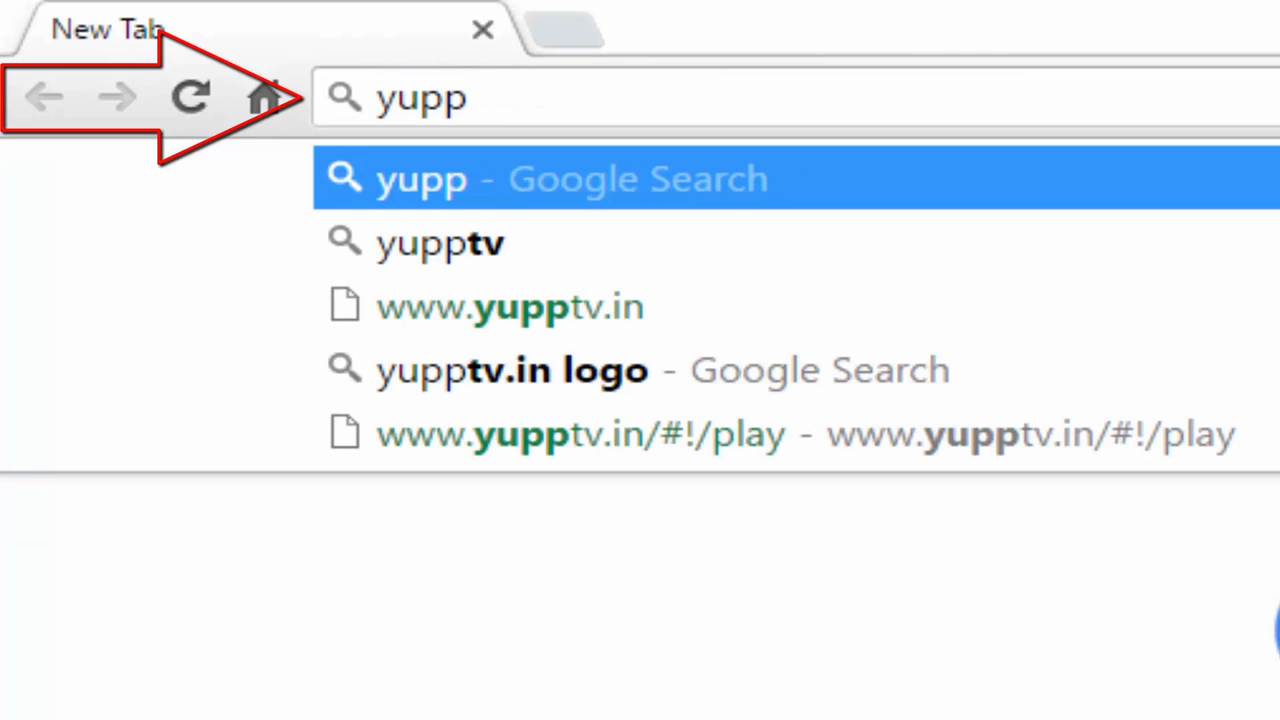 New Tab
yupp
yupp - Google Search
yupptv
www.yupptv.in
yupptv.in logo - Google Search
www.yupptv.in/#!/play - www.yupptv.in/#!/play